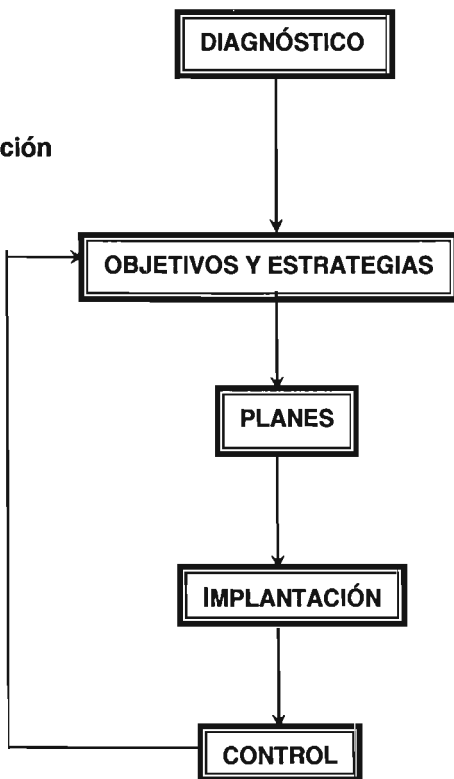 DIAGNÓSTICO
ción
OBJETIVOS Y ESTRATEGIAS
PLANES
IMPLANTACIÓN
CONTROL